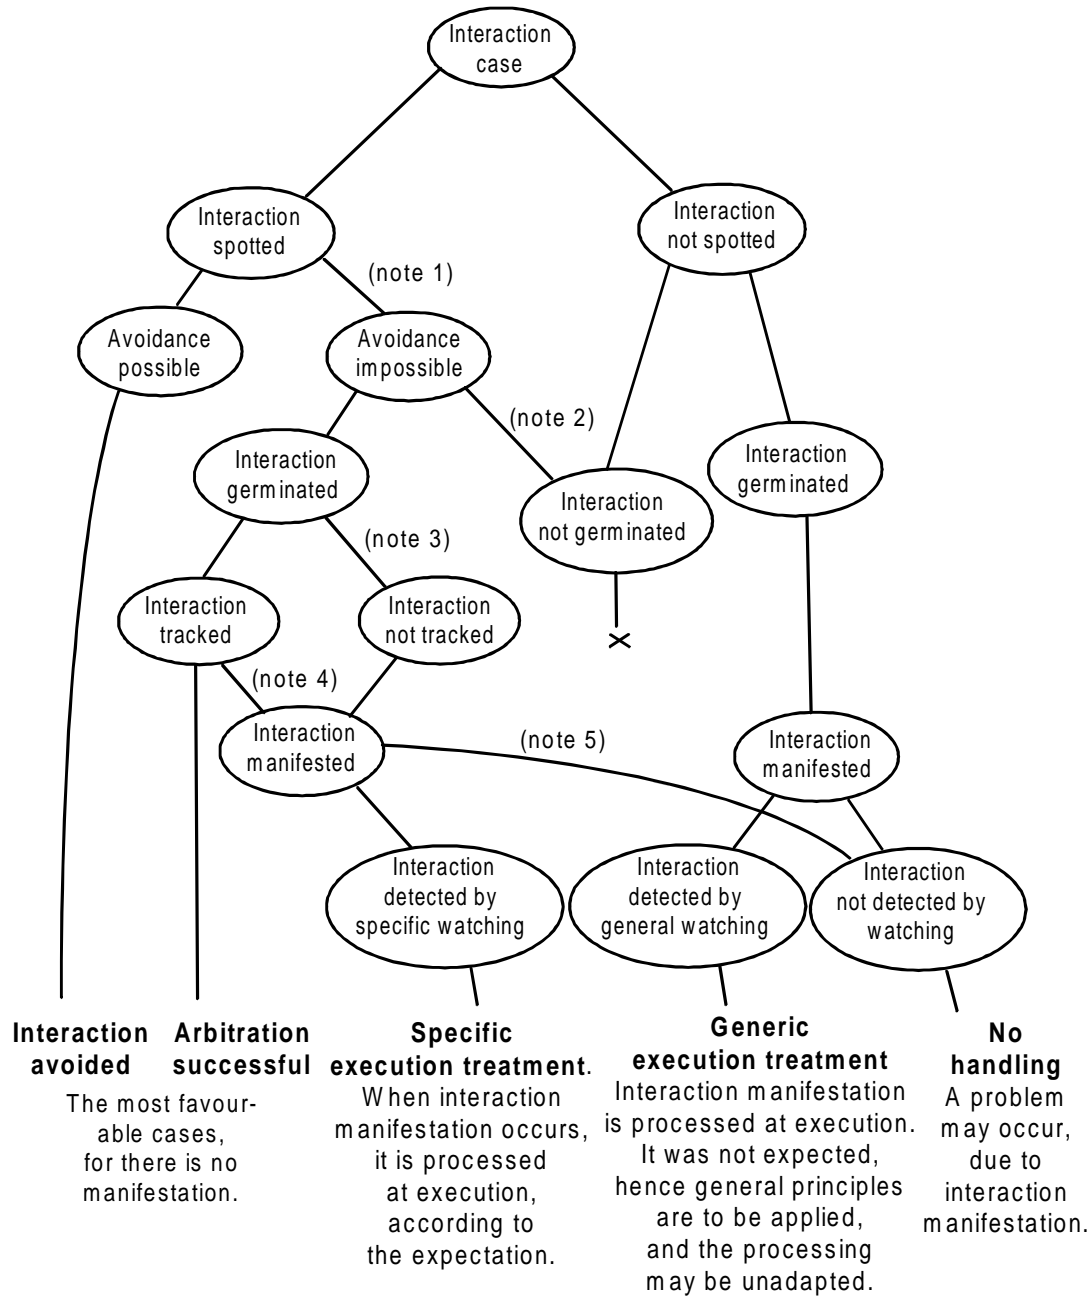 Interaction
case
Interaction
spotted
Interaction
not spotted
(note 1)
Avoidance
possible
Avoidance
impossible
(note 2)
Interaction
germinated
Interaction
germinated
Interaction
not germinated
(note 3)
Interaction
tracked
Interaction
not tracked
(note 4)
Interaction
manifested
(note 5)
Interaction
manifested
Interaction
detected by
specific watching
Interaction
detected by
general watching
Interaction
not detected by
watching
Interaction
avoided
Arbitration
successful
The most favour-
able cases,
for there is no
manifestation.
Specific
execution treatment.
When interaction
manifestation occurs,
it is processed
at execution,
according to
the expectation.
Generic
execution treatment
Interaction manifestation
is processed at execution.
It was not expected,
hence general principles
are to be applied,
and the processing
may be unadapted.
No
handling
A problem
may occur,
due to
interaction
manifestation.